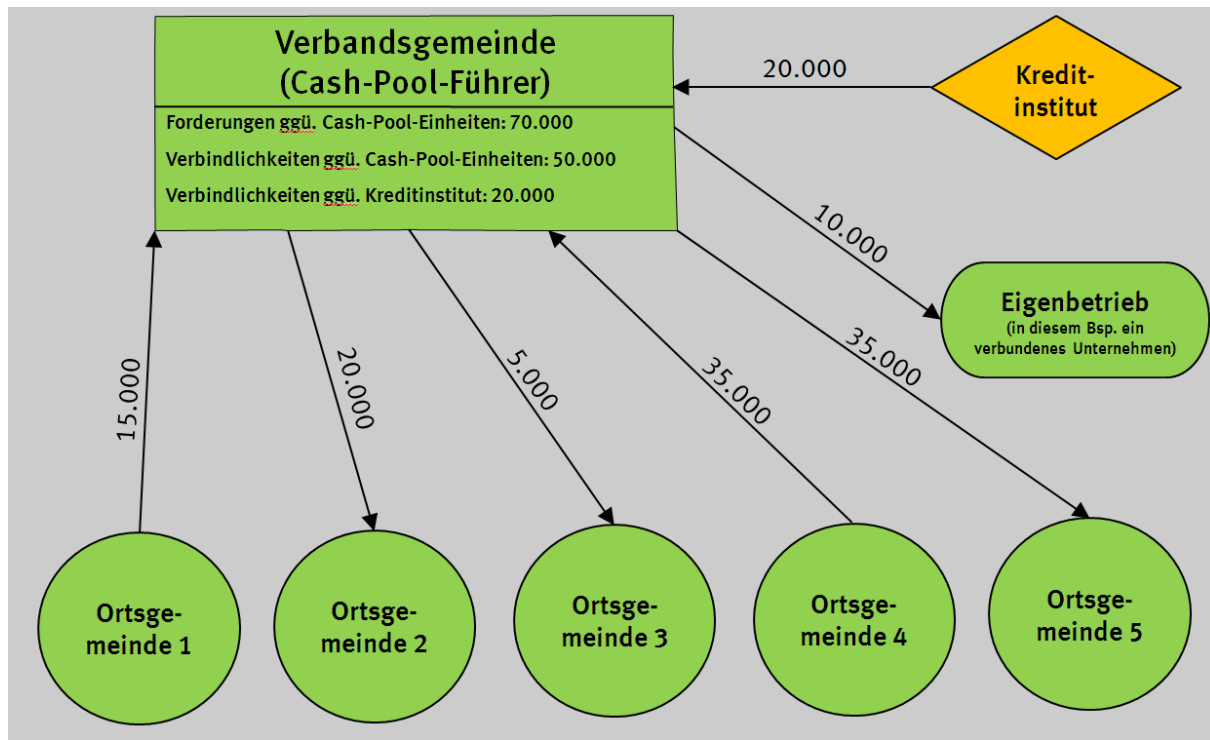 Verbandsgemeinde
(Cash-Pool-Führer)
Forderungen ggü. Cash-Pool-Einheiten: 70.000
Verbindlichkeiten ggü. Cash-Pool-Einheiten: 50.000
Verbindlichkeiten ggü. Kreditinstitut: 20.000
20.000
Kredit-
institut
10.000
Eigenbetrieb
(in diesem Bsp. ein
verbundenes Unternehmen)
15.000
20.000
5.000
35.000
35.000
Ortsge-
meinde 1
Ortsge-
meinde 2
Ortsge-
meinde 3
Ortsge-
meinde 4
Ortsge-
meinde 5